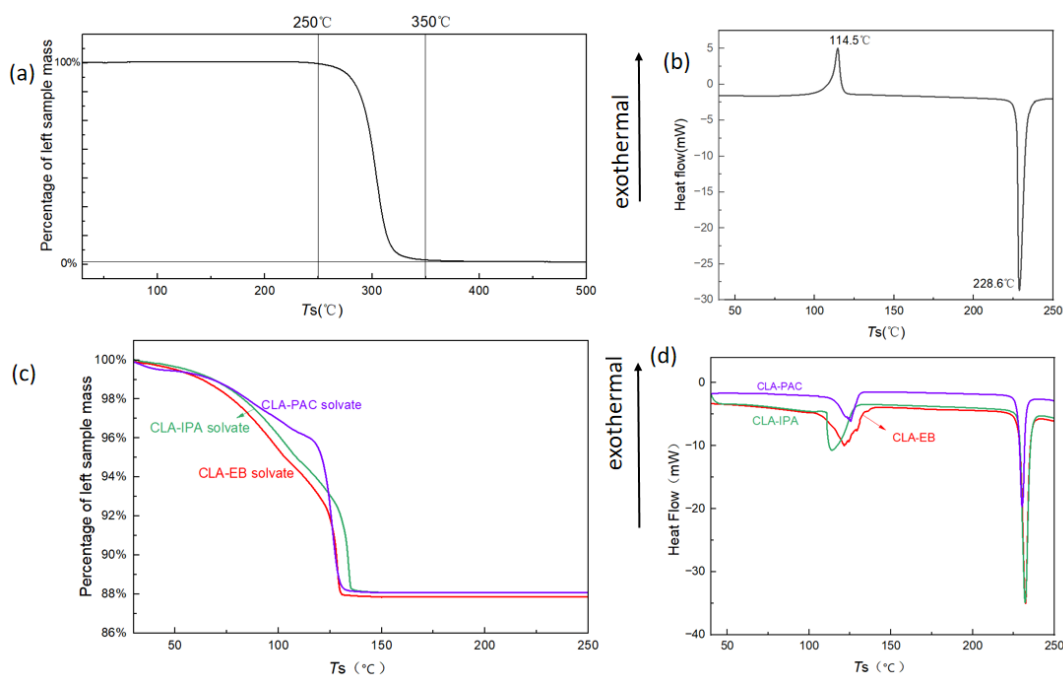 (a)
250℃
350℃
Percentage of left sample mass
100%
0%
100
200
300
400
500
Ts(℃)
exothermal
(b)
114.5℃
228.6℃
Heat flow(mW)
5
0
−5
−10
−15
−20
−25
−30
50
100
150
200
250
Ts(℃)
(c)
Percentage of left sample mass
100%
98%
96%
94%
92%
90%
88%
86%
CLA-PAC solvate
CLA-IPA solvate
CLA-EB solvate
50
100
150
200
250
Ts（℃）
exothermal
(d)
Heat Flow（mW）
0
−10
−20
−30
−40
CLA-PAC
CLA-IPA
CLA-EB
50
100
150
200
250
Ts（℃）